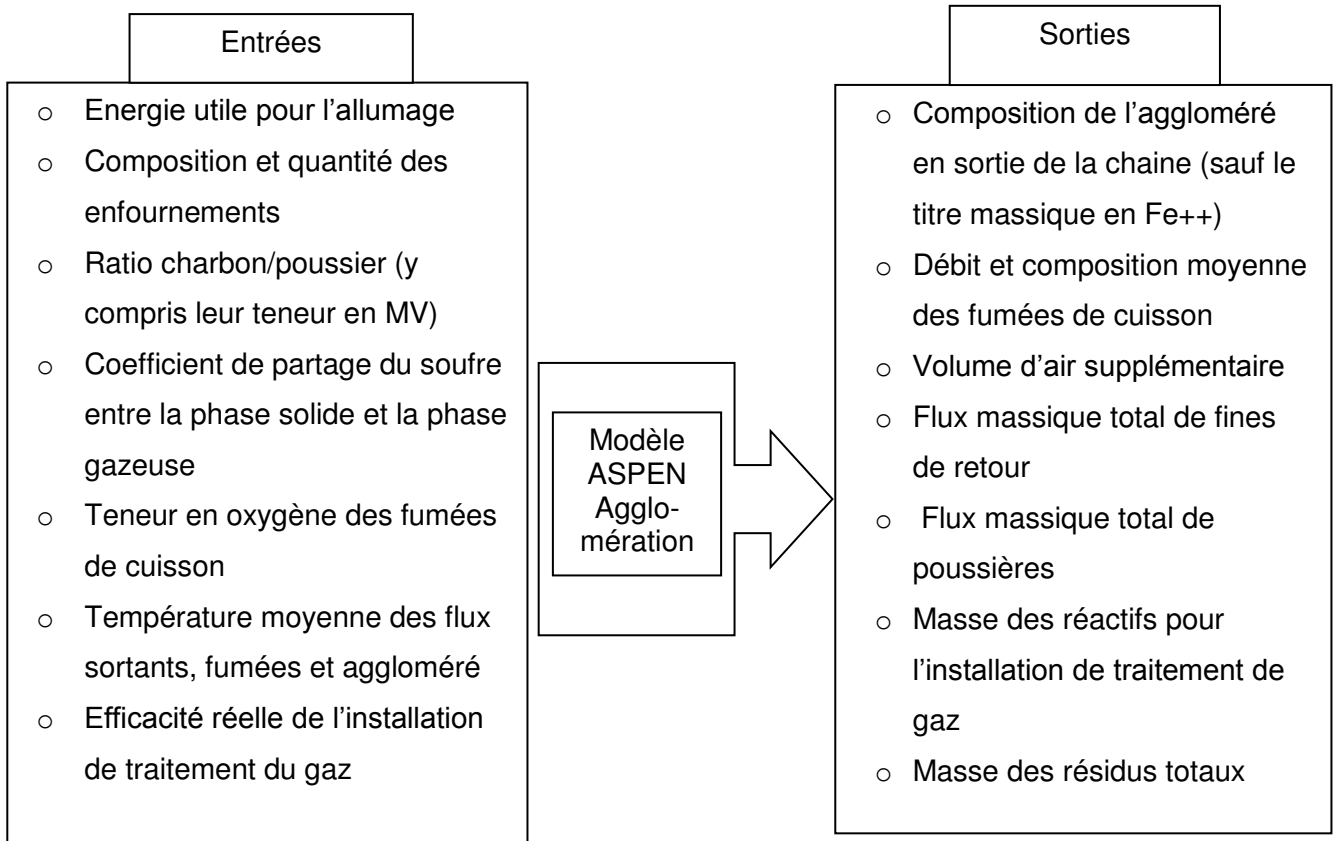 Entrées
o Energie utile pour l'allumage
o Composition et quantité des
enfournements
o Ratio charbon/poussier (y
compris leur teneur en MV)
o Coefficient de partage du soufre
entre la phase solide et la phase
gazeuse
o Teneur en oxygène des fumées
de cuisson
o Température moyenne des flux
sortants, fumées et aggloméré
o Efficacité réelle de l'installation
de traitement du gaz
Modèle
ASPEN
Agglo-
mération
Sorties
o Composition de l'aggloméré
en sortie de la chaine (sauf le
titre massique en Fe++)
o Débit et composition moyenne
des fumées de cuisson
o Volume d'air supplémentaire
o Flux massique total de fines
de retour
o Flux massique total de
poussières
o Masse des réactifs pour
l'installation de traitement de
gaz
o Masse des résidus totaux